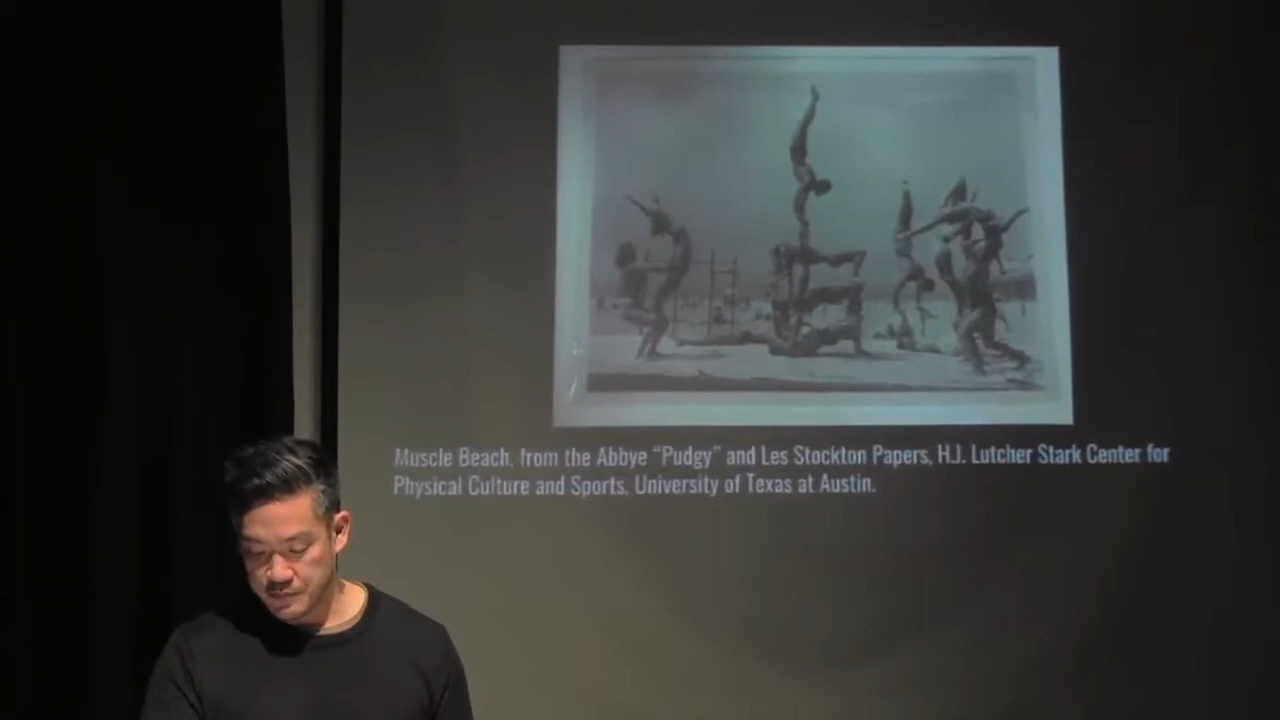 Muscle Beach, from the Abbye “Pudgy” and Les Stockton Papers, H.J. Lutcher Stark Center for
Physical Culture and Sports, University of Texas at Austin.